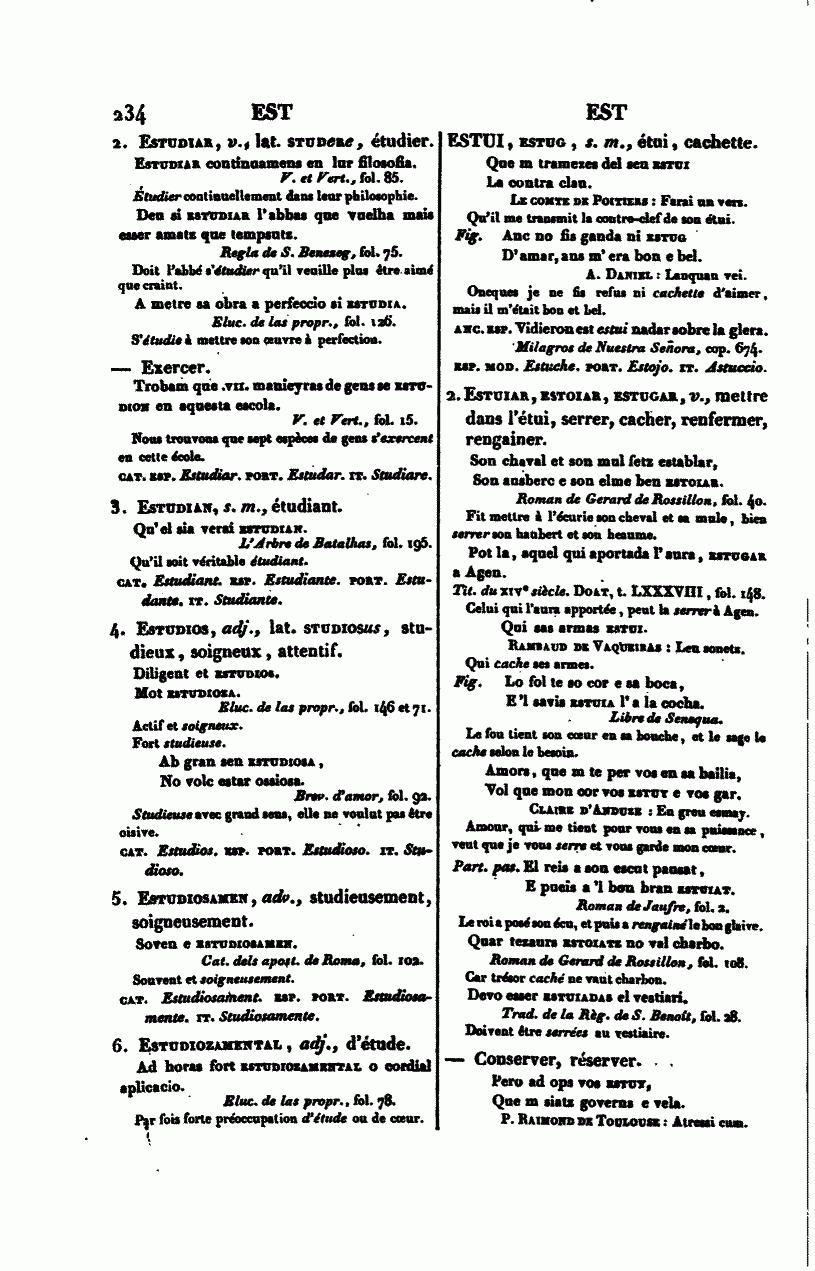 234 EST EST
2. ESTUDIAR, v., lat. STUDERE, étudier.
ESTUDIAR continuamens en lur filosofia.
V. et Vert., fol. 85.
Étudier continuellement dans leur philosophie.
Deu si ESTUDIAR l'abbas que vuelha mais
esser amatz que tempsutz.
Regla de S. Benezeg, fol. 75.
Doit l'abbé s'étudier qu'il veuille plus être aimé
que craint.
A metre sa obra a perfeccio si ESTUDIA.
Eluc. de las propr., fol. 126.
S'étudie à mettre son œuvre à perfection.
— Exercer.
Trobam que .VII. manieyras de gens se ESTU-
DION en aquesta escola.
V. et Vert., fol. 15.
Nous trouvons que sept espèces de gens s'exercent
en cette école.
CAT. ESP. Estudiar. PORT. Estudar. IT. Studiare.
3. ESTUDIAN, s. m., étudiant.
Qu'el sia verai ESTUDIAN.
L'Arbre de Batalhas, fol. 195.
Qu'il soit véritable étudiant.
CAT. Estudiant. ESP. Estudiante. PORT. Estu-
dante. IT. Studiante.
4. ESTUDIOS, adj., lat. STUDIOSUS, stu-
dieux, soigneux, attentif.
Diligent et ESTUDIOS.
Mot ESTUDIOZA.
Eluc. de las propr., fol. 146 et 71.
Actif et soigneux.
Fort studieuse.
Ab gran sen ESTUDIOSA,
No volc estar ossiosa.
Brev. d'amor, fol. 92.
Studieuse avec grand sens, elle ne voulut pas être
oisive.
CAT. Estudios. ESP. PORT. Estudioso. IT. Stu-
dioso.
5. ESTUDIOSAMEN, adv., studieusement,
soigneusement.
Soven e ESTUDIOSAMEN.
Cat. dels apost. de Roma, fol. 102.
Souvent et soigneusement.
CAT. Estudiosament. ESP. PORT. Estudiosa-
mente. IT. Studiosamente.
6. ESTUDIOZAMENTAL, adj., d'étude.
Ad horas fort ESTUDIOZAMENTAL o cordial
aplicacio.
Eluc. de las propr., fol. 78.
Par fois forte préoccupation d'étude ou de cœur.
ESTUI, ESTUG, s. m., étui, cachette.
Que m trameses del sen ESTUI
La contra clau.
LE COMTE DE POITIERS : Farai un vers.
Qu'il me transmit la contre-clef de son étui.
Fig. Anc no fis ganda ni ESTUG
D'amar, ans m'era bon e bel.
A. DANIEL : Lanquan vei.
Oncques je ne fis refus ni cachette d'aimer,
mais il m'était bon et bel.
ANC. ESP. Vidieron est estui nadar sobre la glera.
Milagros de Nuestra Señora, cop. 674.
ESP. MOD. Estuche. PORT. Estojo. IT. Astuccio.
2. ESTUIAR, ESTOIAR, ESTUGAR, v., mettre
dans l'étui, serrer, cacher, renfermer,
rengainer.
Son chaval et son mul fetz establar,
Son ausberc e son elme ben ESTOIAR.
Roman de Gerard de Rossillon, fol. 40.
Fit mettre à l'écurie son cheval et sa mule, bien
serrer son haubert et son heaume.
Pot la, aquel qui aportada l'aura, ESTUGAR
a Agen.
Tit. du XIVe siècle. DOAT, t. LXXXVIII, fol. 148.
Celui qui l'aura apportée, peut la serrer à Agen.
Qui sas armas ESTUI.
RAMBAUD DE VAQUEIRAS : Leu sonetz.
Qui cache ses armes.
Fig. Lo fol te so cor e sa boca,
E'l savis ESTUIA l'a la cocha.
Libre de Senequa.
Le fou tient son cœur en sa bouche, et le sage le
cache selon le besoin.
Amors, que m te per vos en sa bailia,
Vol que mon cor vos ESTUY e vos gar.
CLAIRE D'ANDUZE : En greu esmay.
Amour, qui me tient pour vous en sa puissance,
veut que je vous serre et vous garde mon cœur.
Part. pas. El reis a son escut pausat,
E pueis a'l bon bran ESTUIAT.
Roman de Jaufre, fol. 2.
Le roi a posé son écu, et puis a rengainé le bon glaive.
Quar tezaurs ESTOIATZ no val charbo.
Roman de Gerard de Rossillon, fol. 108.
Car trésor caché ne vaut charbon.
Devo esser ESTUIADAS el vestiari.
Trad. de la Règ. de S. Benoît, fol. 28.
Doivent être serrées au vestiaire.
— Conserver, réserver.
Pero ad ops vos ESTUY,
Que m siatz governs e vela.
P. RAIMOND DE TOULOUSE : Atressi cum.